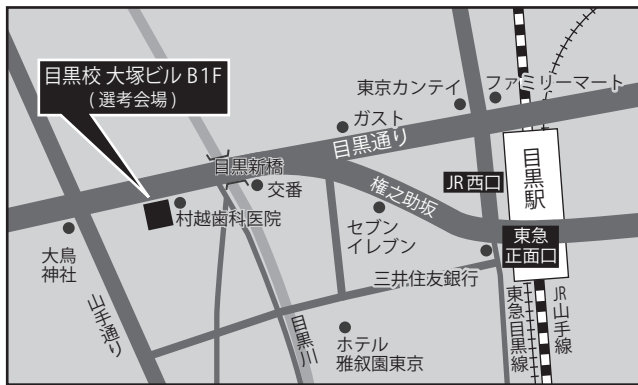 目黒校 大塚ビル B1F
( 選考会場 )
東京カンテイ
ファミリーマート
ガスト
目黒通り
目黒新橋
交番
権之助坂
JR 西口
目黒駅
村越歯科医院
大鳥
神社
セブン
イレブン
東急
正面口
三井住友銀行
山手通り
目黒川
ホテル
雅叙園東京
東急目黒線
JR山手線